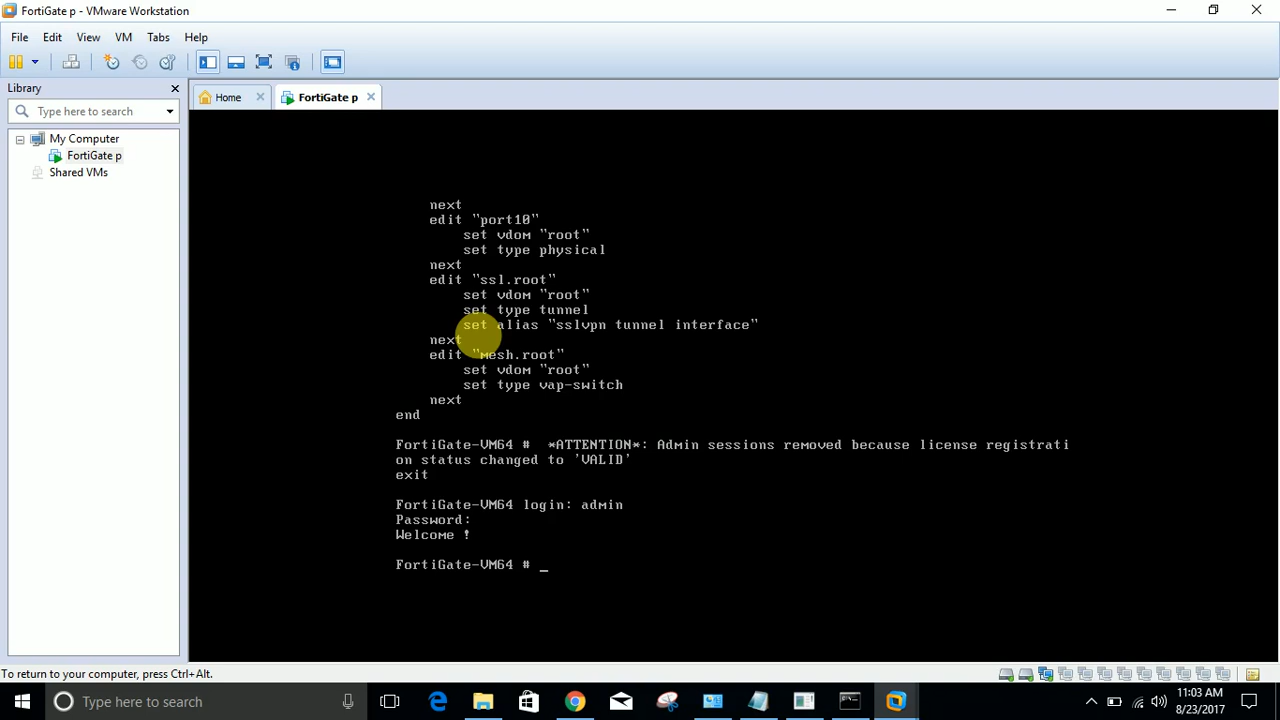 FortiGate p - VMware Workstation
File Edit View VM Tabs Help
Library
Type here to search
My Computer
FortiGate p
Shared VMs
Home
FortiGate p
next
edit "port10"
set vdom "root"
set type physical
next
edit "ssl.root"
set vdom "root"
set type tunnel
set alias "sslvpn tunnel interface"
next
edit "mesh.root"
set vdom "root"
set type vap-switch
next
end
FortiGate-VM64 # *ATTENTION*: Admin sessions removed because license registrati
on status changed to 'VALID'
exit
FortiGate-VM64 login: admin
Password:
Welcome !
FortiGate-VM64 # _
To return to your computer, press Ctrl+Alt.
Type here to search
11:03 AM
8/23/2017